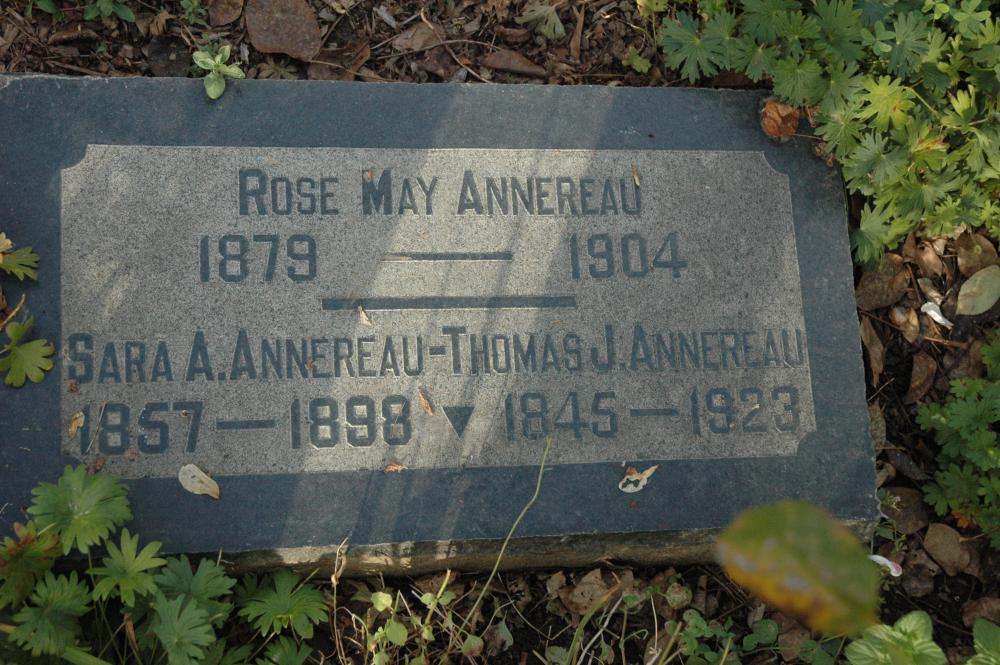 ROSE MAY ANNEREAU
1879 — 1904
SARA A. ANNEREAU - THOMAS J. ANNEREAU
1857 — 1898 ▼ 1845 — 1923